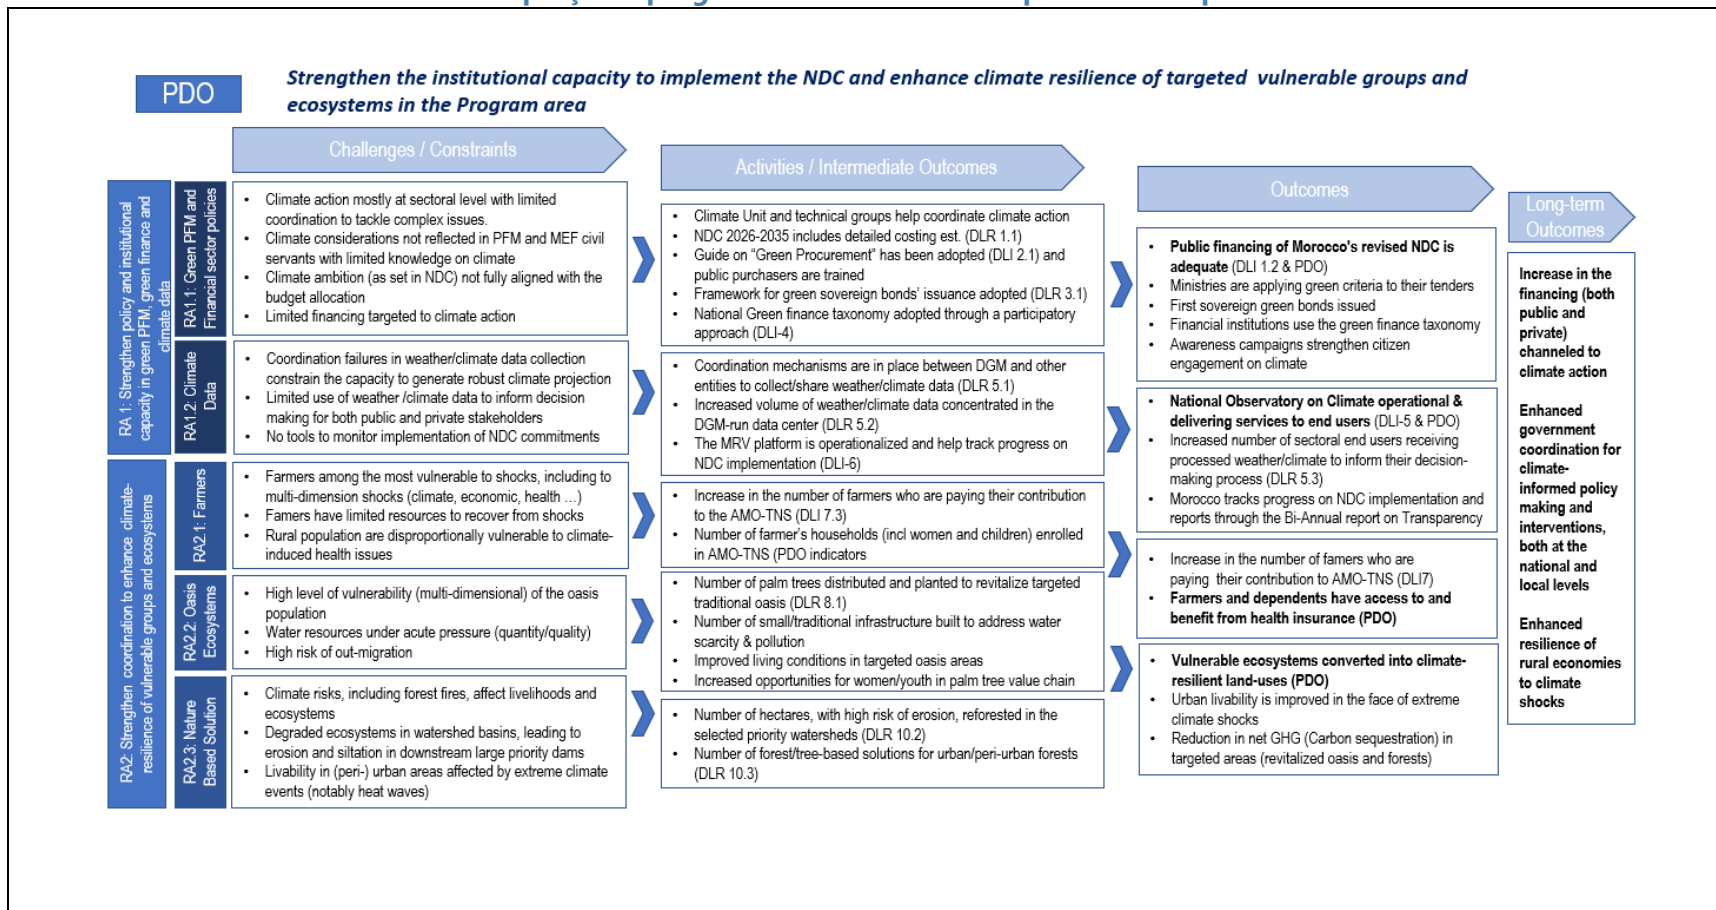 PDO
Strengthen the institutional capacity to implement the NDC and enhance climate resilience of targeted vulnerable groups and
ecosystems in the Program area
Challenges / Constraints
Activities / Intermediate Outcomes
Outcomes
Long-term
Outcomes
RA 1: Strengthen policy and institutional
capacity in green PFM, green finance and
climate data
RA1.1: Green PFM and
Financial sector policies
• Climate action mostly at sectoral level with limited
coordination to tackle complex issues.
• Climate considerations not reflected in PFM and MEF civil
servants with limited knowledge on climate
• Climate ambition (as set in NDC) not fully aligned with the
budget allocation
• Limited financing targeted to climate action
• Climate Unit and technical groups help coordinate climate action
• NDC 2026-2035 includes detailed costing est. (DLR 1.1)
• Guide on “Green Procurement” has been adopted (DLI 2.1) and
public purchasers are trained
• Framework for green sovereign bonds’ issuance adopted (DLR 3.1)
• National Green finance taxonomy adopted through a participatory
approach (DLI-4)
• Public financing of Morocco's revised NDC is
adequate (DLI 1.2 & PDO)
• Ministries are applying green criteria to their tenders
• First sovereign green bonds issued
• Financial institutions use the green finance taxonomy
• Awareness campaigns strengthen citizen
engagement on climate
RA1.2: Climate
Data
• Coordination failures in weather/climate data collection
constrain the capacity to generate robust climate projection
• Limited use of weather /climate data to inform decision
making for both public and private stakeholders
• No tools to monitor implementation of NDC commitments
• Coordination mechanisms are in place between DGM and other
entities to collect/share weather/climate data (DLR 5.1)
• Increased volume of weather/climate data concentrated in the
DGM-run data center (DLR 5.2)
• The MRV platform is operationalized and help track progress on
NDC implementation (DLI-6)
• National Observatory on Climate operational &
delivering services to end users (DLI-5 & PDO)
• Increased number of sectoral end users receiving
processed weather/climate to inform their decision-
making process (DLR 5.3)
• Morocco tracks progress on NDC implementation and
reports through the Bi-Annual report on Transparency
RA2: Strengthen coordination to enhance climate-
resilience of vulnerable groups and ecosystems
RA2.1: Farmers
• Farmers among the most vulnerable to shocks, including to
multi-dimension shocks (climate, economic, health ...)
• Famers have limited resources to recover from shocks
• Rural population are disproportionally vulnerable to climate-
induced health issues
• Increase in the number of farmers who are paying their contribution
to the AMO-TNS (DLI 7.3)
• Number of farmer’s households (incl women and children) enrolled
in AMO-TNS (PDO indicators
• Increase in the number of famers who are
paying their contribution to AMO-TNS (DLI7)
• Farmers and dependents have access to and
benefit from health insurance (PDO)
RA2.2: Oasis
Ecosystems
• High level of vulnerability (multi-dimensional) of the oasis
population
• Water resources under acute pressure (quantity/quality)
• High risk of out-migration
• Number of palm trees distributed and planted to revitalize targeted
traditional oasis (DLR 8.1)
• Number of small/traditional infrastructure built to address water
scarcity & pollution
• Improved living conditions in targeted oasis areas
• Increased opportunities for women/youth in palm tree value chain
• Vulnerable ecosystems converted into climate-
resilient land-uses (PDO)
• Urban livability is improved in the face of extreme
climate shocks
• Reduction in net GHG (Carbon sequestration) in
targeted areas (revitalized oasis and forests)
RA2.3: Nature
Based Solution
• Climate risks, including forest fires, affect livelihoods and
ecosystems
• Degraded ecosystems in watershed basins, leading to
erosion and siltation in downstream large priority dams
• Livability in (peri-) urban areas affected by extreme climate
events (notably heat waves)
• Number of hectares, with high risk of erosion, reforested in the
selected priority watersheds (DLR 10.2)
• Number of forest/tree-based solutions for urban/peri-urban forests
(DLR 10.3)
Increase in the
financing (both
public and
private)
channeled to
climate action
Enhanced
government
coordination for
climate-
informed policy
making and
interventions,
both at the
national and
local levels
Enhanced
resilience of
rural economies
to climate
shocks